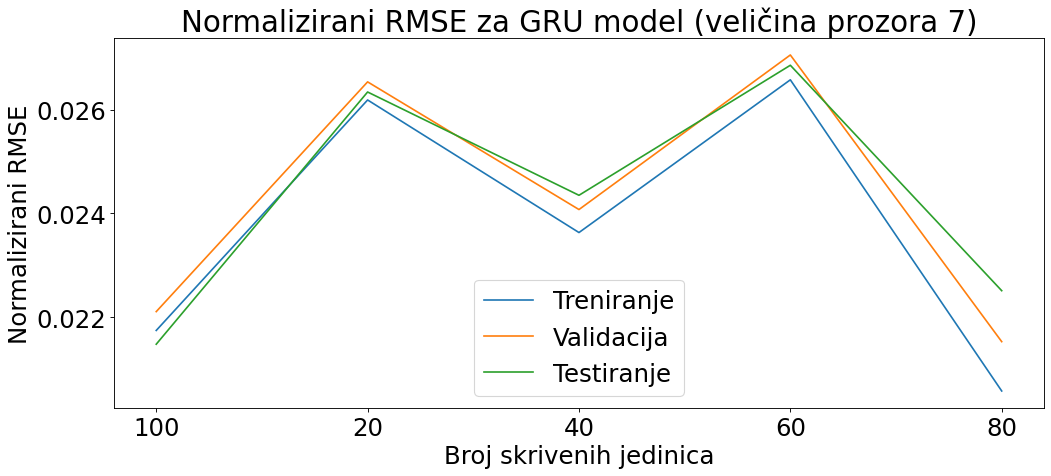 Normalizirani RMSE za GRU model (veličina prozora 7)
Normalizirani RMSE
0.026
0.024
0.022
Treniranje
Validacija
Testiranje
100 20 40 60 80
Broj skrivenih jedinica